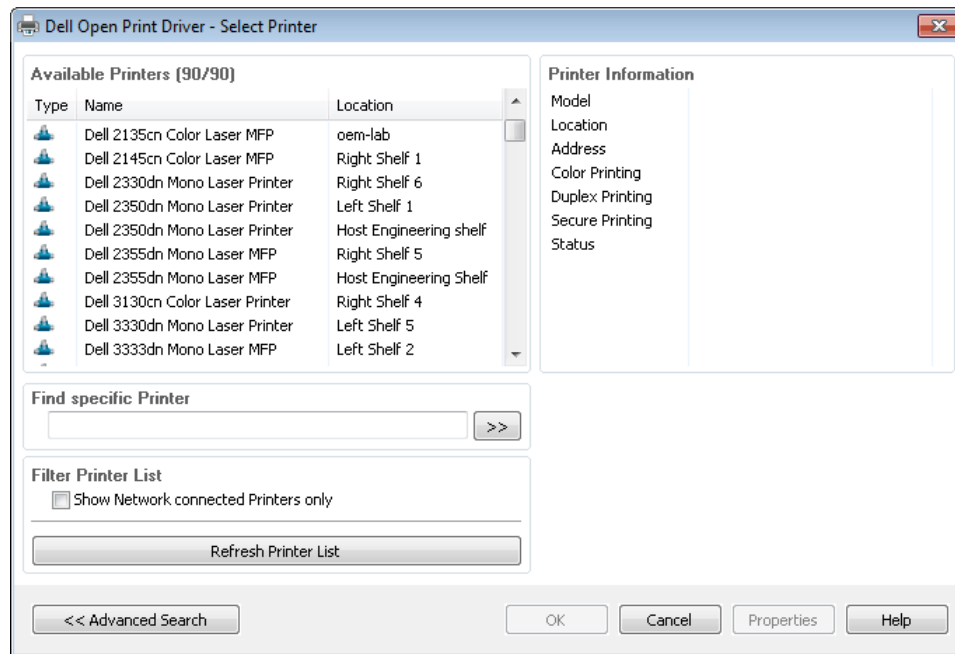 Dell Open Print Driver - Select Printer
Available Printers (90/90)
Type Name Location
Dell 2135cn Color Laser MFP oem-lab
Dell 2145cn Color Laser MFP Right Shelf 1
Dell 2330dn Mono Laser Printer Right Shelf 6
Dell 2350dn Mono Laser Printer Left Shelf 1
Dell 2350dn Mono Laser Printer Host Engineering shelf
Dell 2355dn Mono Laser MFP Right Shelf 5
Dell 2355dn Mono Laser MFP Host Engineering Shelf
Dell 3130cn Color Laser Printer Right Shelf 4
Dell 3330dn Mono Laser Printer Left Shelf 5
Dell 3333dn Mono Laser MFP Left Shelf 2
Printer Information
Model
Location
Address
Color Printing
Duplex Printing
Secure Printing
Status
Find specific Printer
>>
Filter Printer List
Show Network connected Printers only
Refresh Printer List
<< Advanced Search OK Cancel Properties Help